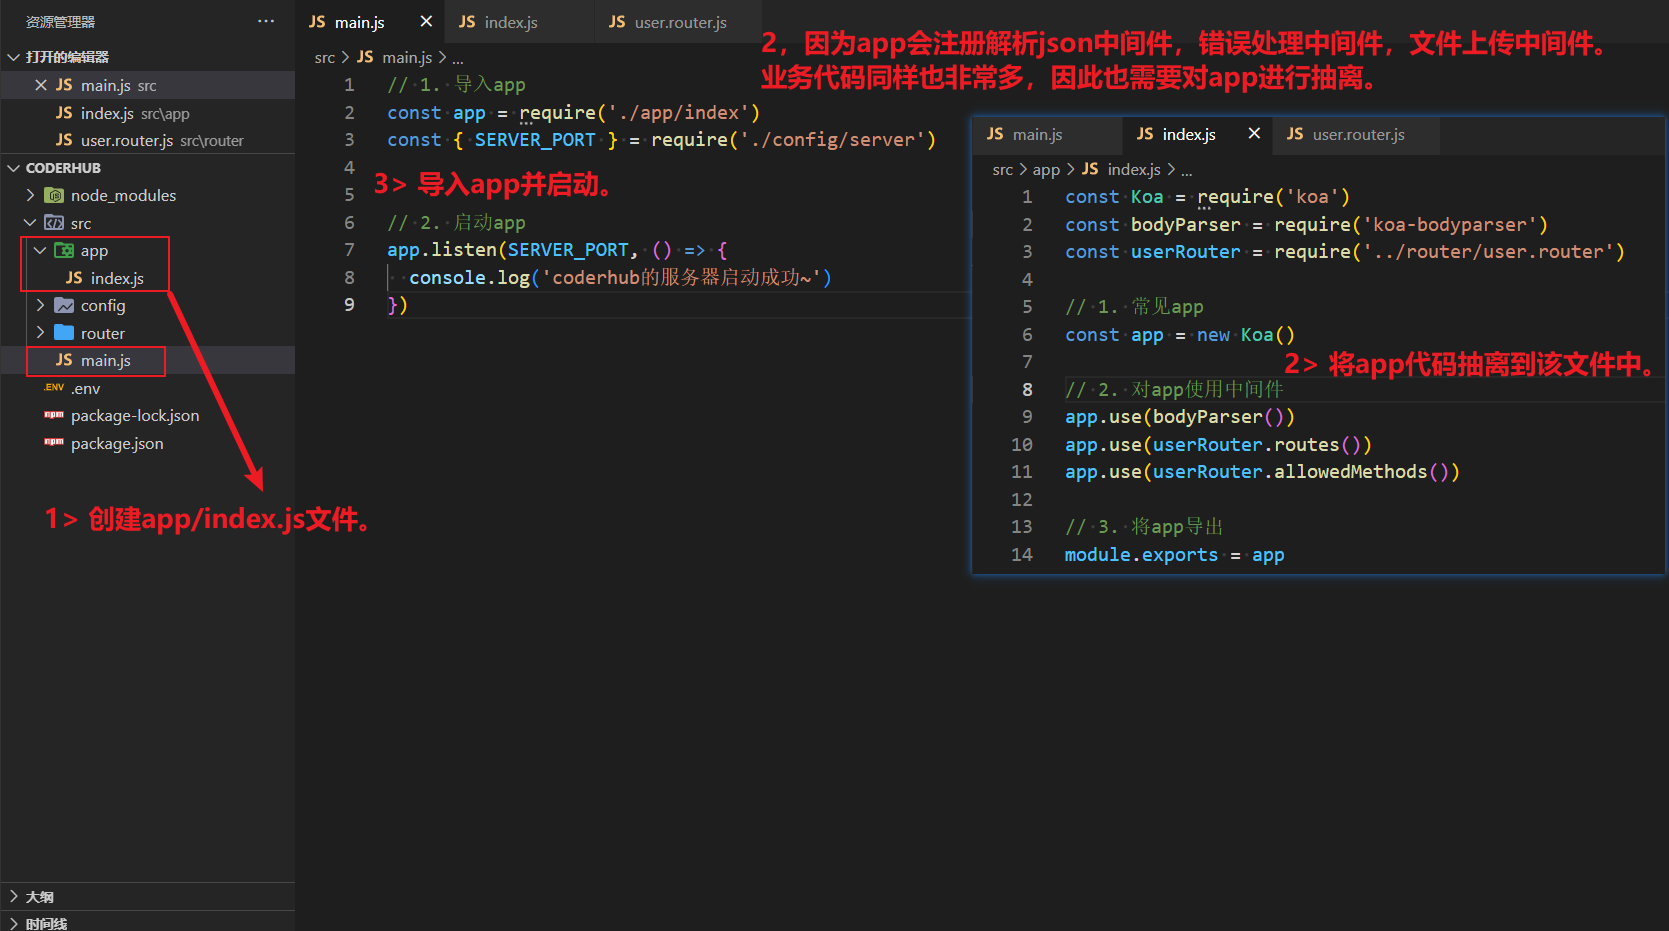 资源管理器
打开的编辑器
main.js src
index.js src\app
user.router.js src\router
CODERHUB
node_modules
src
app
index.js
config
router
main.js
.ENV .env
npm package-lock.json
npm package.json
1> 创建app/index.js文件。
大纲
时间线
JS main.js
JS index.js
JS user.router.js
src > JS main.js > ...
1 // 1. 导入app
2 const app = require('./app/index')
3 const { SERVER_PORT } = require('./config/server')
4
5
3> 导入app并启动。
6 // 2. 启动app
7 app.listen(SERVER_PORT, () => {
8 console.log('coderhub的服务器启动成功~')
9 })
2，因为app会注册解析json中间件，错误处理中间件，文件上传中间件。
业务代码同样也非常多，因此也需要对app进行抽离。
JS main.js
JS index.js
JS user.router.js
src > app > JS index.js > ...
1 const Koa = require('koa')
2 const bodyParser = require('koa-bodyparser')
3 const userRouter = require('../router/user.router')
4
5 // 1. 常见app
6 const app = new Koa()
7
2> 将app代码抽离到该文件中。
8 // 2. 对app使用中间件
9 app.use(bodyParser())
10 app.use(userRouter.routes())
11 app.use(userRouter.allowedMethods())
12
13 // 3. 将app导出
14 module.exports = app